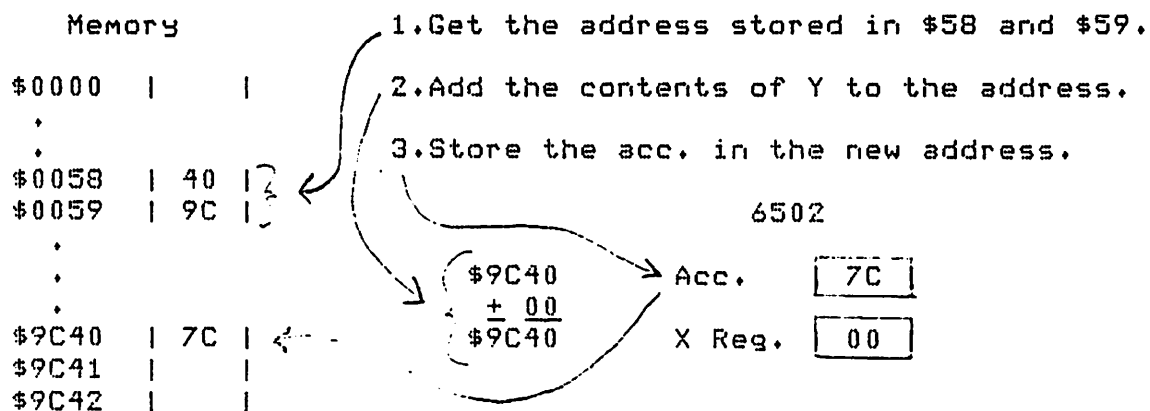 Memory
1.Get the address stored in $58 and $59.
$0000 | |
2.Add the contents of Y to the address.
.
.
3.Store the acc. in the new address.
$0058 | 40 |
$0059 | 9C |
6502
.
.
.
$9C40
+ 00
$9C40
Acc. 7C
X Reg. 00
$9C40 | 7C |
$9C41 | |
$9C42 | |